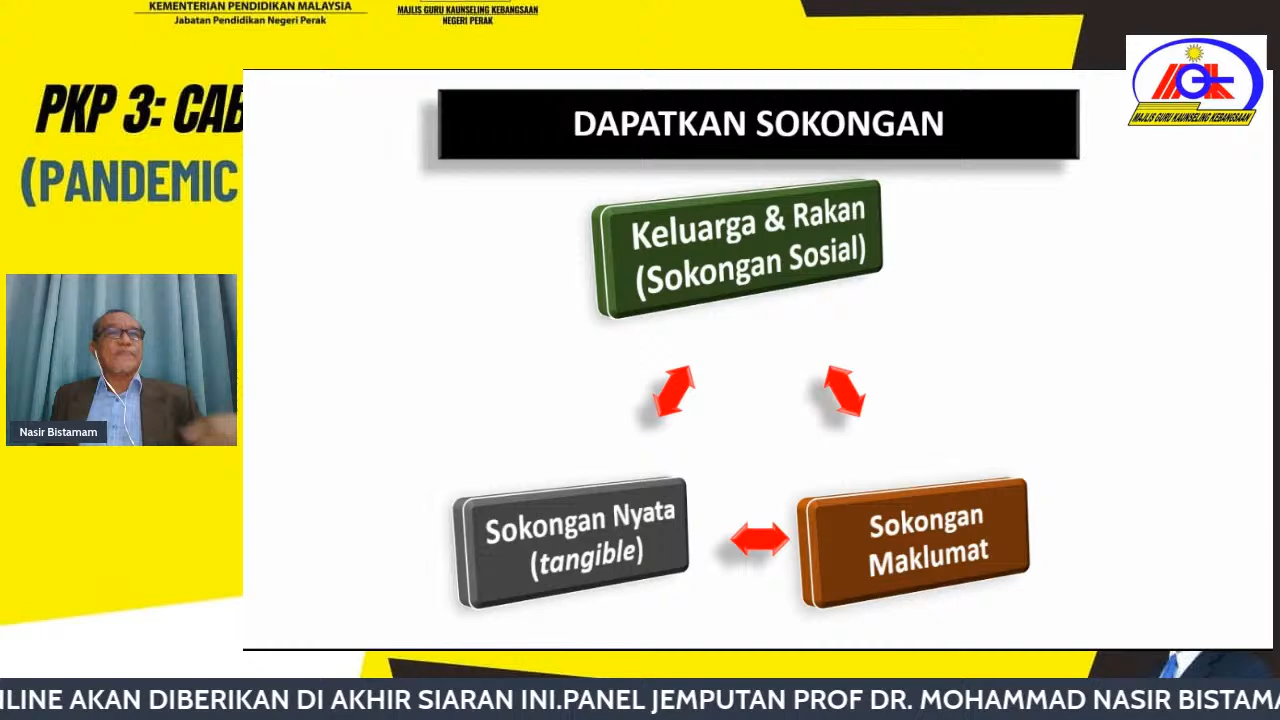 KEMENTERIAN PENDIDIKAN MALAYSIA
Jabatan Pendidikan Negeri Perak
MAJLIS GURU KAUNSELING KEBANGSAAN
NEGERI PERAK
PKP 3: CAB
(PANDEMIC
MAJLIS GURU KAUNSELING KEBANGSAAN
DAPATKAN SOKONGAN
Keluarga & Rakan
(Sokongan Sosial)
Sokongan Nyata
(tangible)
Sokongan
Maklumat
Nasir Bistamam
NLINE AKAN DIBERIKAN DI AKHIR SIARAN INI.PANEL JEMPUTAN PROF DR. MOHAMMAD NASIR BISTAMA